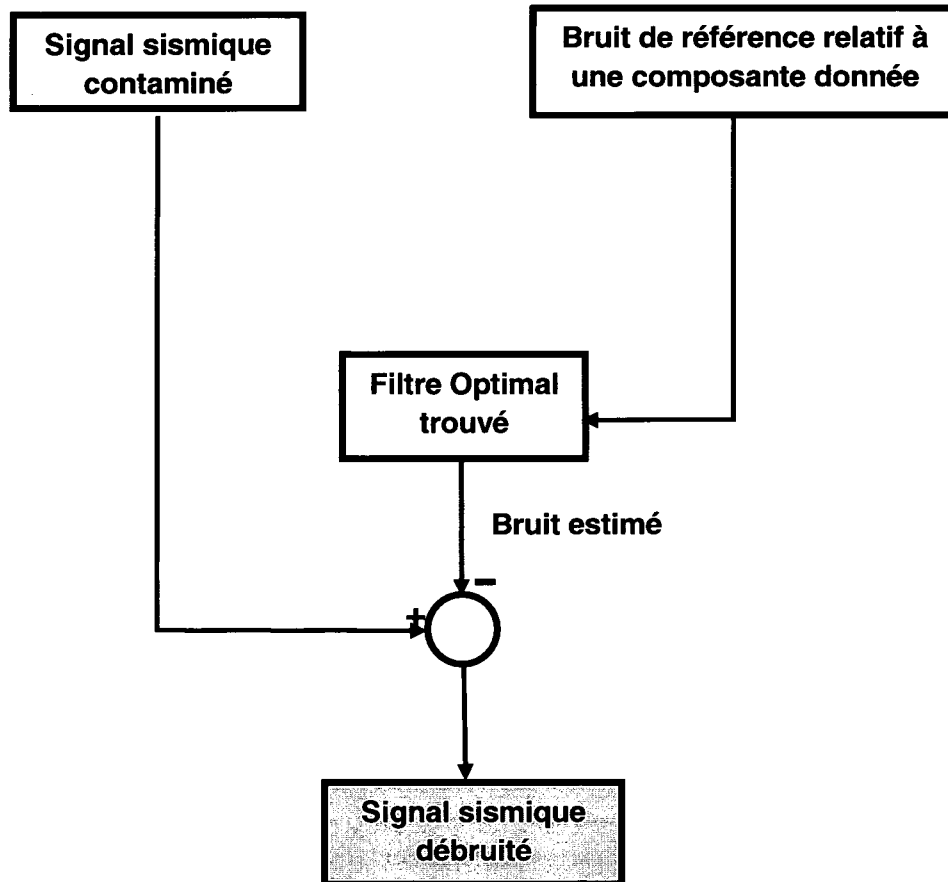 Signal sismique
contaminé
Bruit de référence relatif à
une composante donnée
Filtre Optimal
trouvé
Bruit estimé
−
+
Signal sismique
débruité